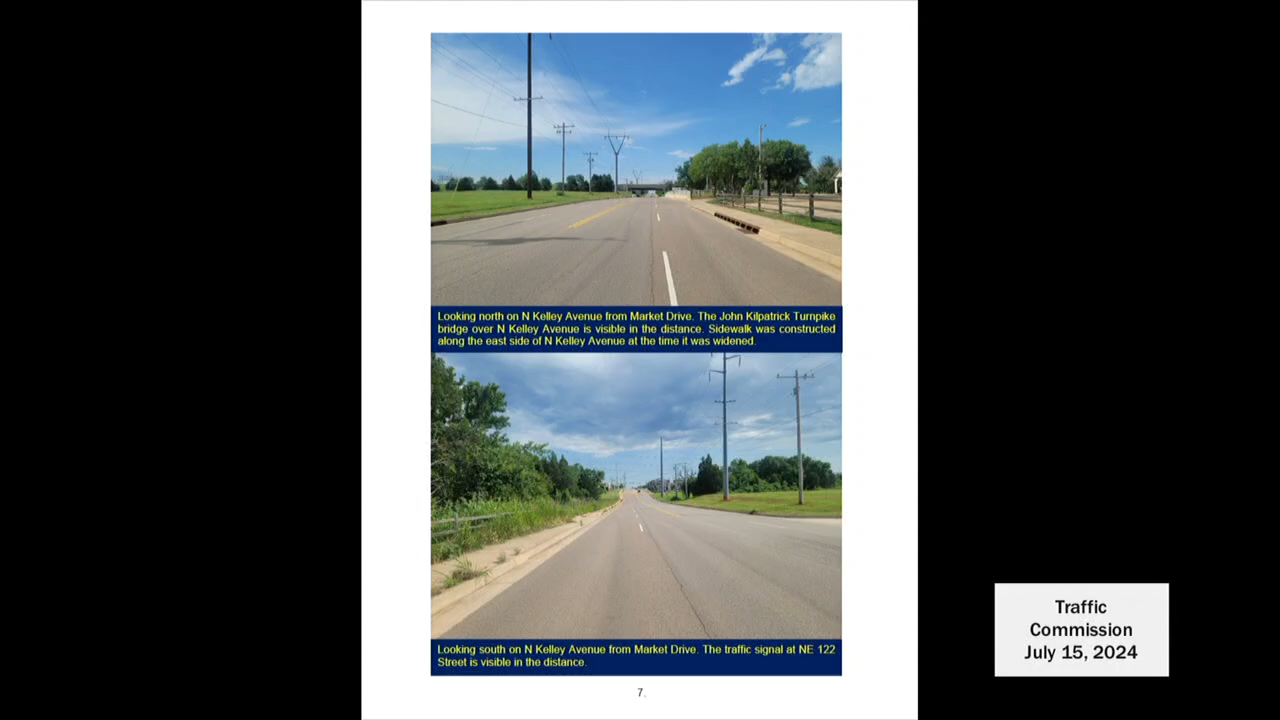 Looking north on N Kelley Avenue from Market Drive. The John Kilpatrick Turnpike
bridge over N Kelley Avenue is visible in the distance. Sidewalk was constructed
along the east side of N Kelley Avenue at the time it was widened.
Looking south on N Kelley Avenue from Market Drive. The traffic signal at NE 122
Street is visible in the distance.
7.
Traffic
Commission
July 15, 2024